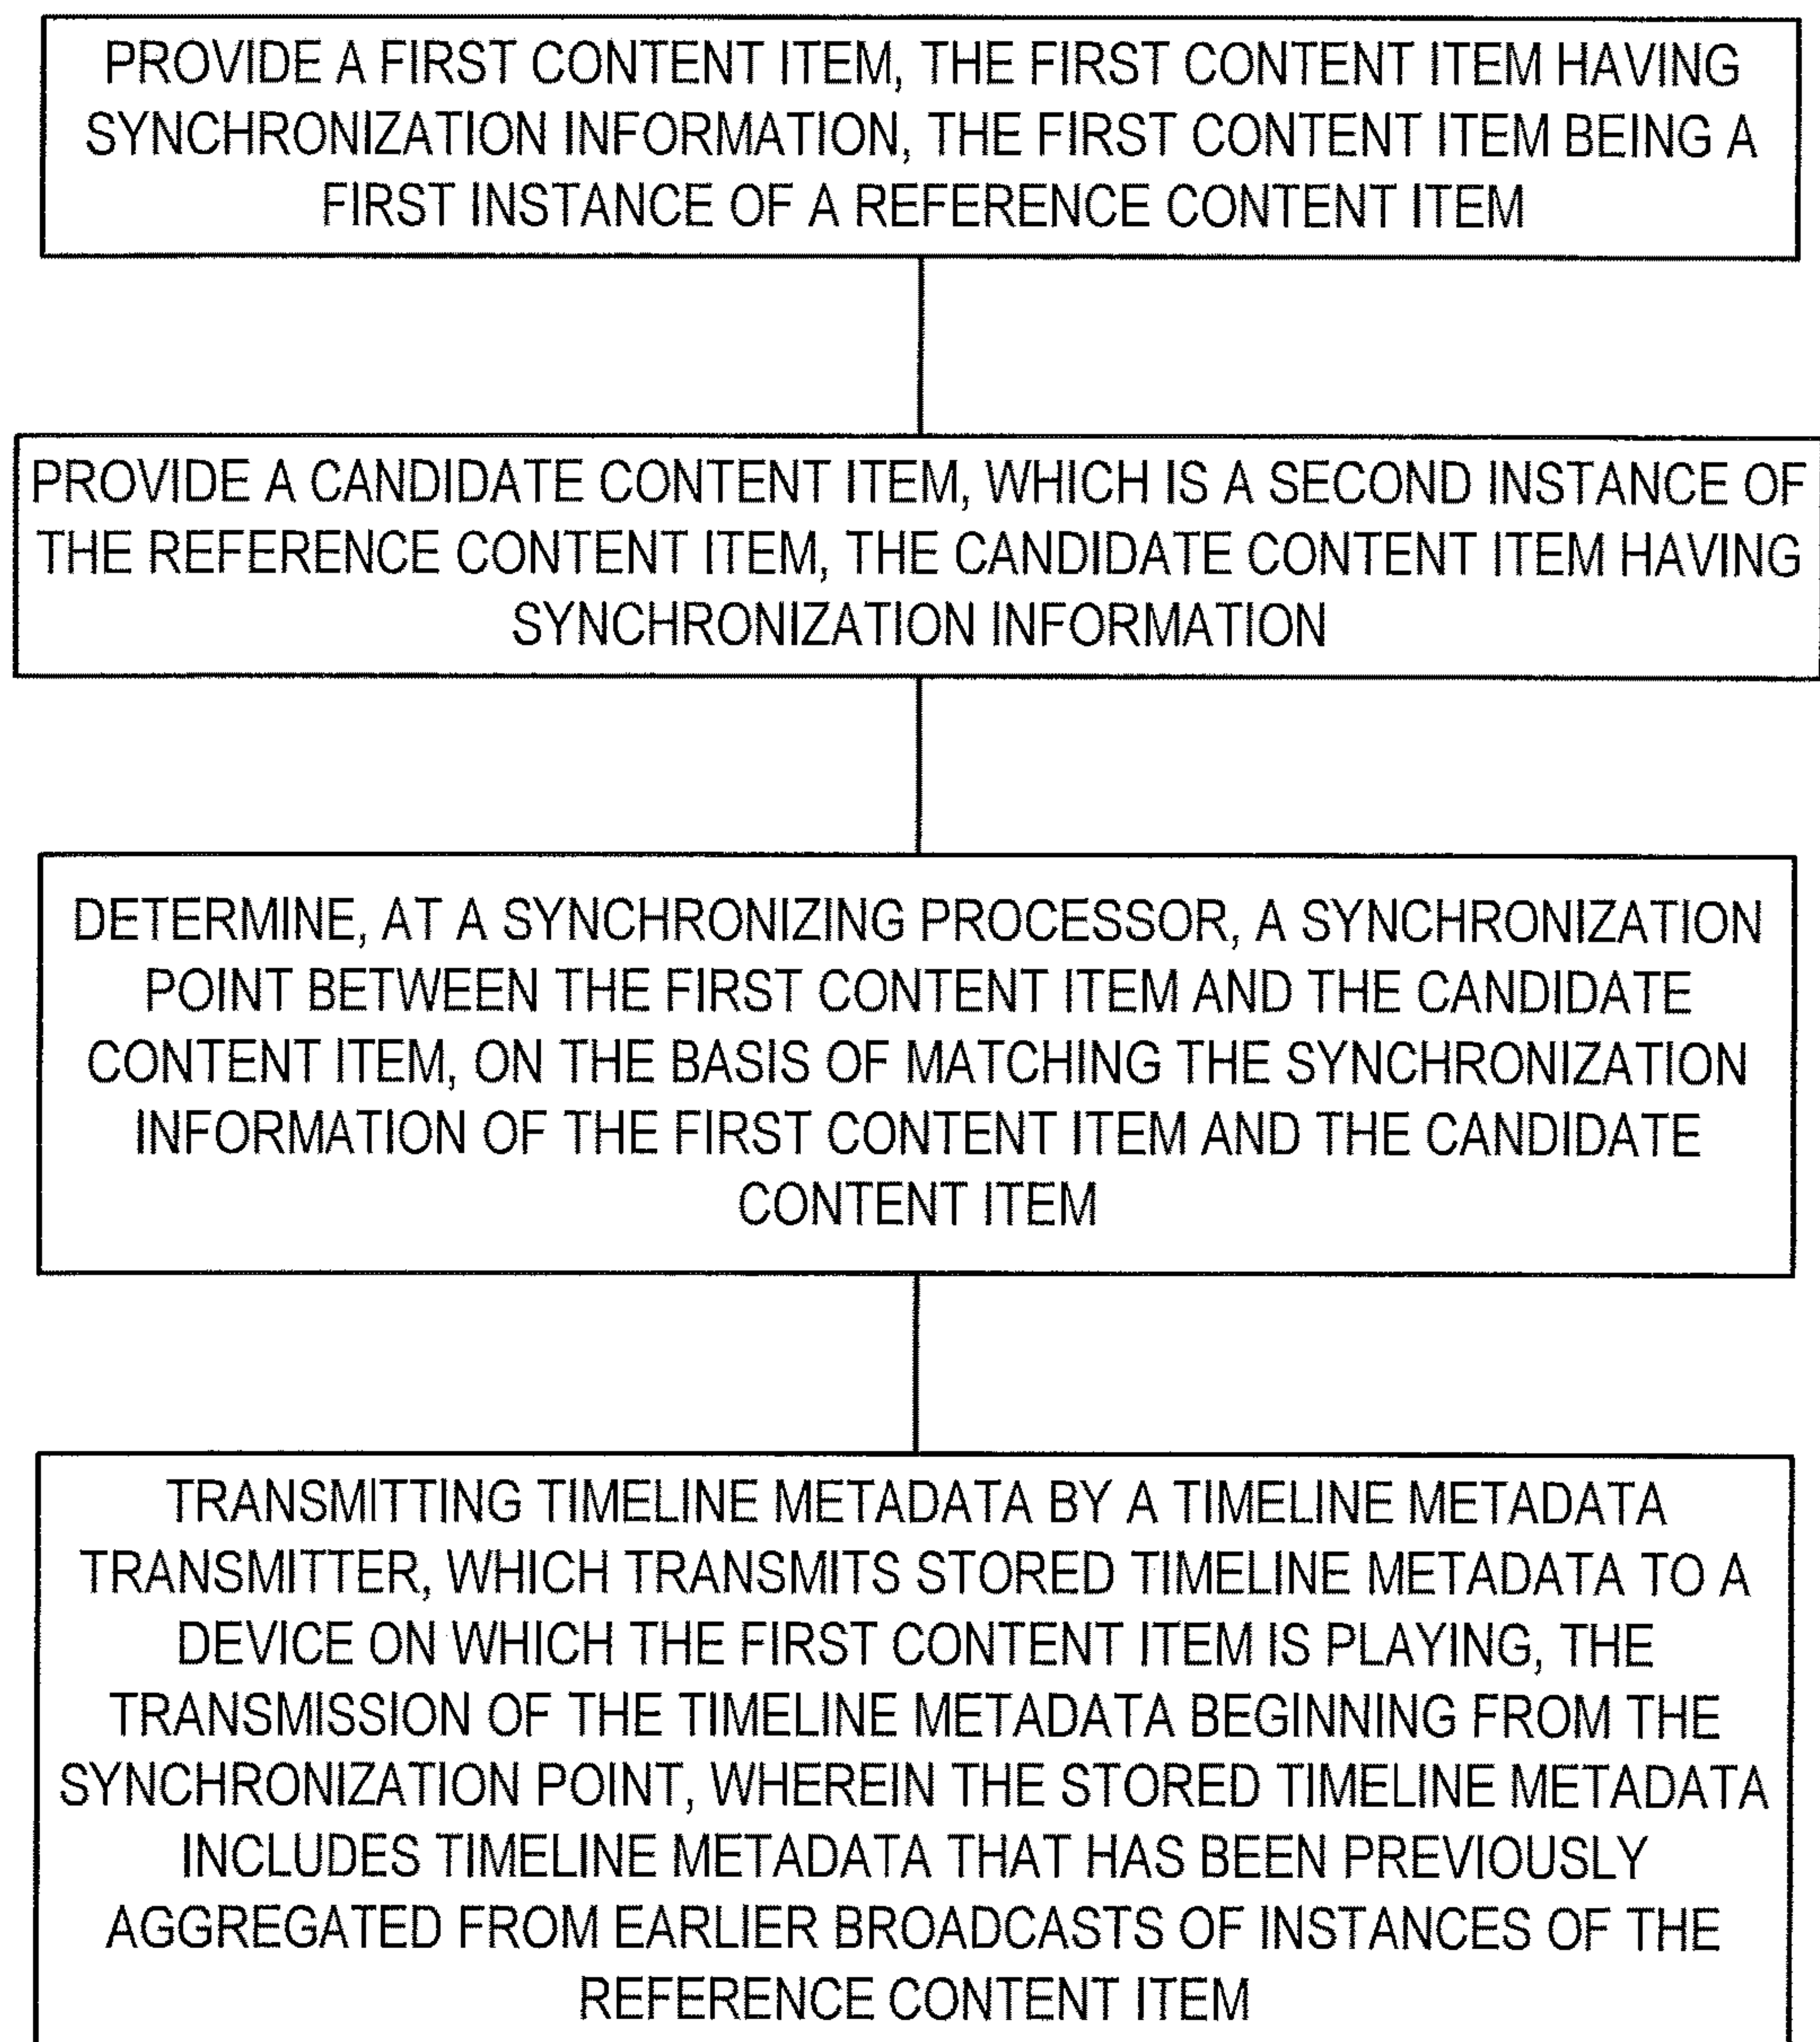 PROVIDE A FIRST CONTENT ITEM, THE FIRST CONTENT ITEM HAVING
SYNCHRONIZATION INFORMATION, THE FIRST CONTENT ITEM BEING A
FIRST INSTANCE OF A REFERENCE CONTENT ITEM
PROVIDE A CANDIDATE CONTENT ITEM, WHICH IS A SECOND INSTANCE OF
THE REFERENCE CONTENT ITEM, THE CANDIDATE CONTENT ITEM HAVING
SYNCHRONIZATION INFORMATION
DETERMINE, AT A SYNCHRONIZING PROCESSOR, A SYNCHRONIZATION
POINT BETWEEN THE FIRST CONTENT ITEM AND THE CANDIDATE
CONTENT ITEM, ON THE BASIS OF MATCHING THE SYNCHRONIZATION
INFORMATION OF THE FIRST CONTENT ITEM AND THE CANDIDATE
CONTENT ITEM
TRANSMITTING TIMELINE METADATA BY A TIMELINE METADATA
TRANSMITTER, WHICH TRANSMITS STORED TIMELINE METADATA TO A
DEVICE ON WHICH THE FIRST CONTENT ITEM IS PLAYING, THE
TRANSMISSION OF THE TIMELINE METADATA BEGINNING FROM THE
SYNCHRONIZATION POINT, WHEREIN THE STORED TIMELINE METADATA
INCLUDES TIMELINE METADATA THAT HAS BEEN PREVIOUSLY
AGGREGATED FROM EARLIER BROADCASTS OF INSTANCES OF THE
REFERENCE CONTENT ITEM